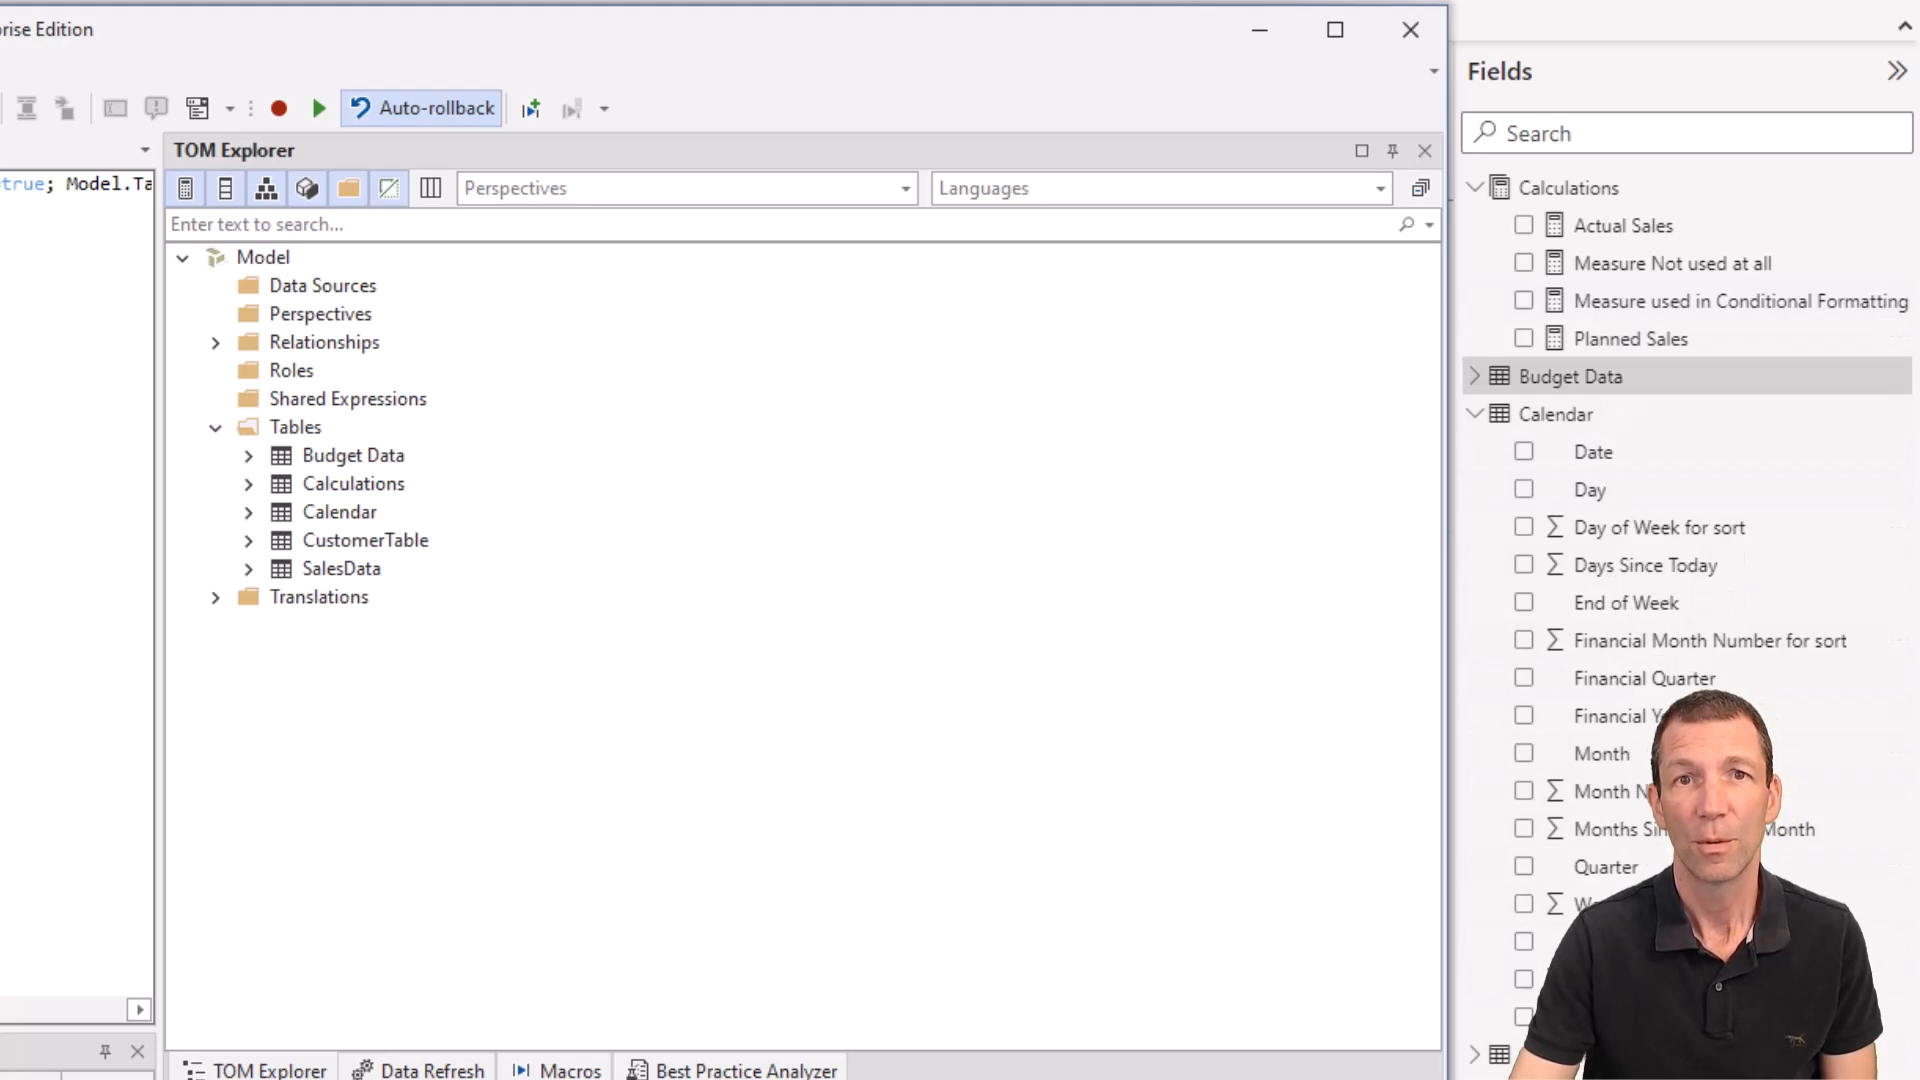 rise Edition
Auto-rollback
true; Model.Ta
TOM Explorer
Perspectives
Languages
Enter text to search...
Model
Data Sources
Perspectives
Relationships
Roles
Shared Expressions
Tables
Budget Data
Calculations
Calendar
CustomerTable
SalesData
Translations
TOM Explorer
Data Refresh
Macros
Best Practice Analyzer
Fields
Search
Calculations
Actual Sales
Measure Not used at all
Measure used in Conditional Formatting
Planned Sales
Budget Data
Calendar
Date
Day
Day of Week for sort
Days Since Today
End of Week
Financial Month Number for sort
Financial Quarter
Financial Y
Month
Month N
Months Sin Month
Quarter